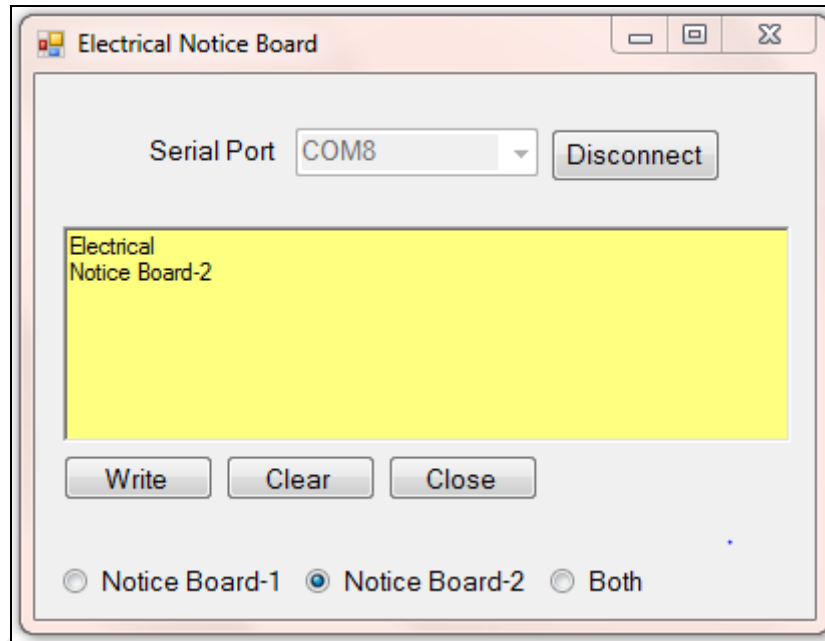 Electrical Notice Board
Serial Port COM8 Disconnect
Electrical
Notice Board-2
Write Clear Close
Notice Board-1 Notice Board-2 Both